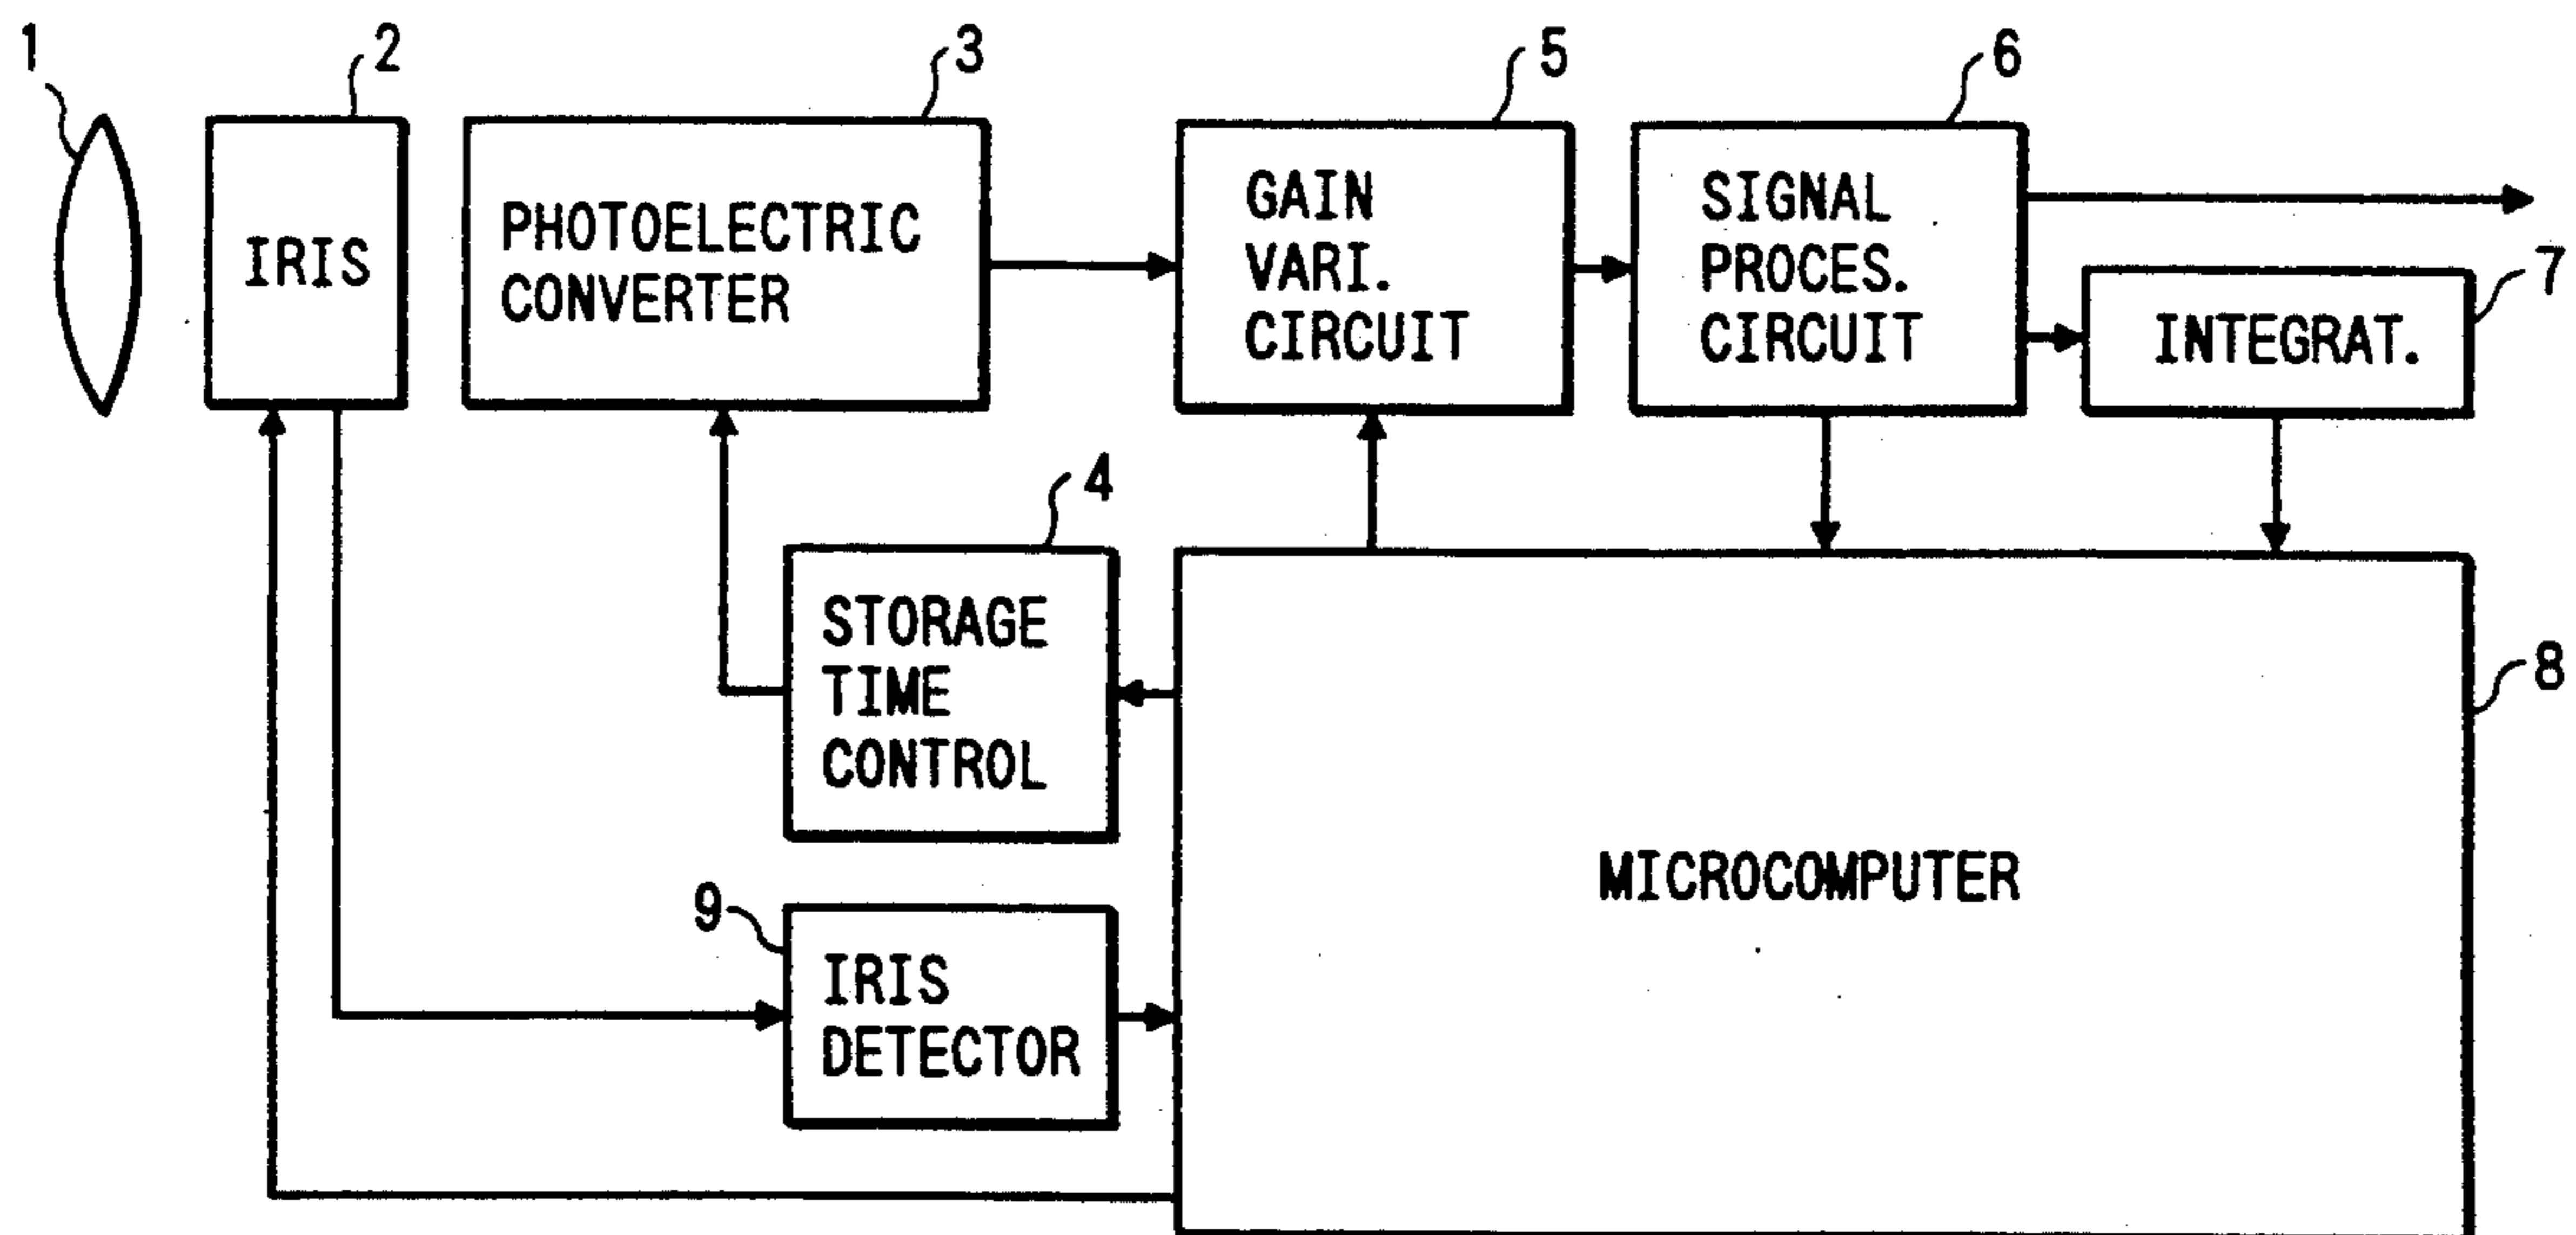 1
2
3
5
6
IRIS
PHOTOELECTRIC
CONVERTER
GAIN
VARI.
CIRCUIT
SIGNAL
PROCES.
CIRCUIT
7
INTEGRAT.
4
STORAGE
TIME
CONTROL
8
MICROCOMPUTER
9
IRIS
DETECTOR